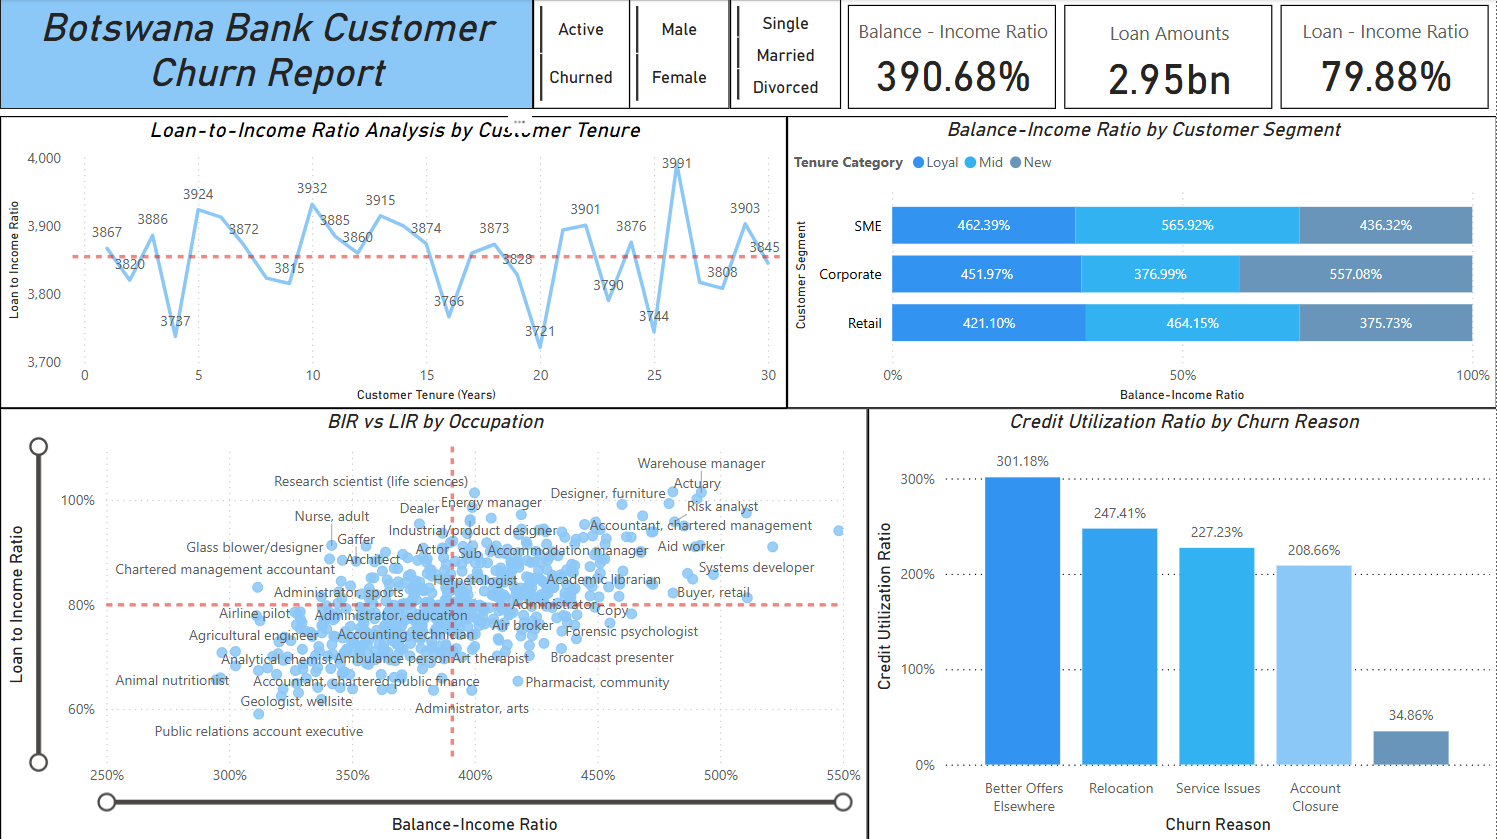 Botswana Bank Customer
Churn Report
Active
Churned
Male
Female
Single
Married
Divorced
Balance - Income Ratio
390.68%
Loan Amounts
2.95bn
Loan - Income Ratio
79.88%
Loan-to-Income Ratio Analysis by Customer Tenure
Loan to Income Ratio
4,000
3,900
3,800
3,700
3867
3820
3886
3737
3924
3872
3815
3932
3885
3860
3915
3874
3766
3873
3828
3721
3901
3790
3876
3744
3991
3808
3903
3845
0
5
10
15
20
25
30
Customer Tenure (Years)
Balance-Income Ratio by Customer Segment
Tenure Category
Loyal
Mid
New
Customer Segment
SME
462.39%
565.92%
436.32%
Corporate
451.97%
376.99%
557.08%
Retail
421.10%
464.15%
375.73%
0%
50%
100%
Balance-Income Ratio
BIR vs LIR by Occupation
Loan to Income Ratio
100%
80%
60%
Warehouse manager
Research scientist (life sciences)
Actuary
Designer, furniture
Energy manager
Dealer
Risk analyst
Nurse, adult
Industrial/product designer
Accountant, chartered management
Gaffer
Glass blower/designer
Actor
Sub
Accommodation manager
Aid worker
Architect
Chartered management accountant
Systems developer
Herpetologist
Academic librarian
Administrator, sports
Buyer, retail
Administrator
Copy
Airline pilot
Administrator, education
Air broker
Forensic psychologist
Agricultural engineer
Accounting technician
Analytical chemist
Ambulance person
Art therapist
Broadcast presenter
Animal nutritionist
Accountant, chartered public finance
Pharmacist, community
Geologist, wellsite
Administrator, arts
Public relations account executive
250%
300%
350%
400%
450%
500%
550%
Balance-Income Ratio
Credit Utilization Ratio by Churn Reason
Credit Utilization Ratio
300%
200%
100%
0%
301.18%
247.41%
227.23%
208.66%
34.86%
Better Offers
Elsewhere
Relocation
Service Issues
Account
Closure
Churn Reason